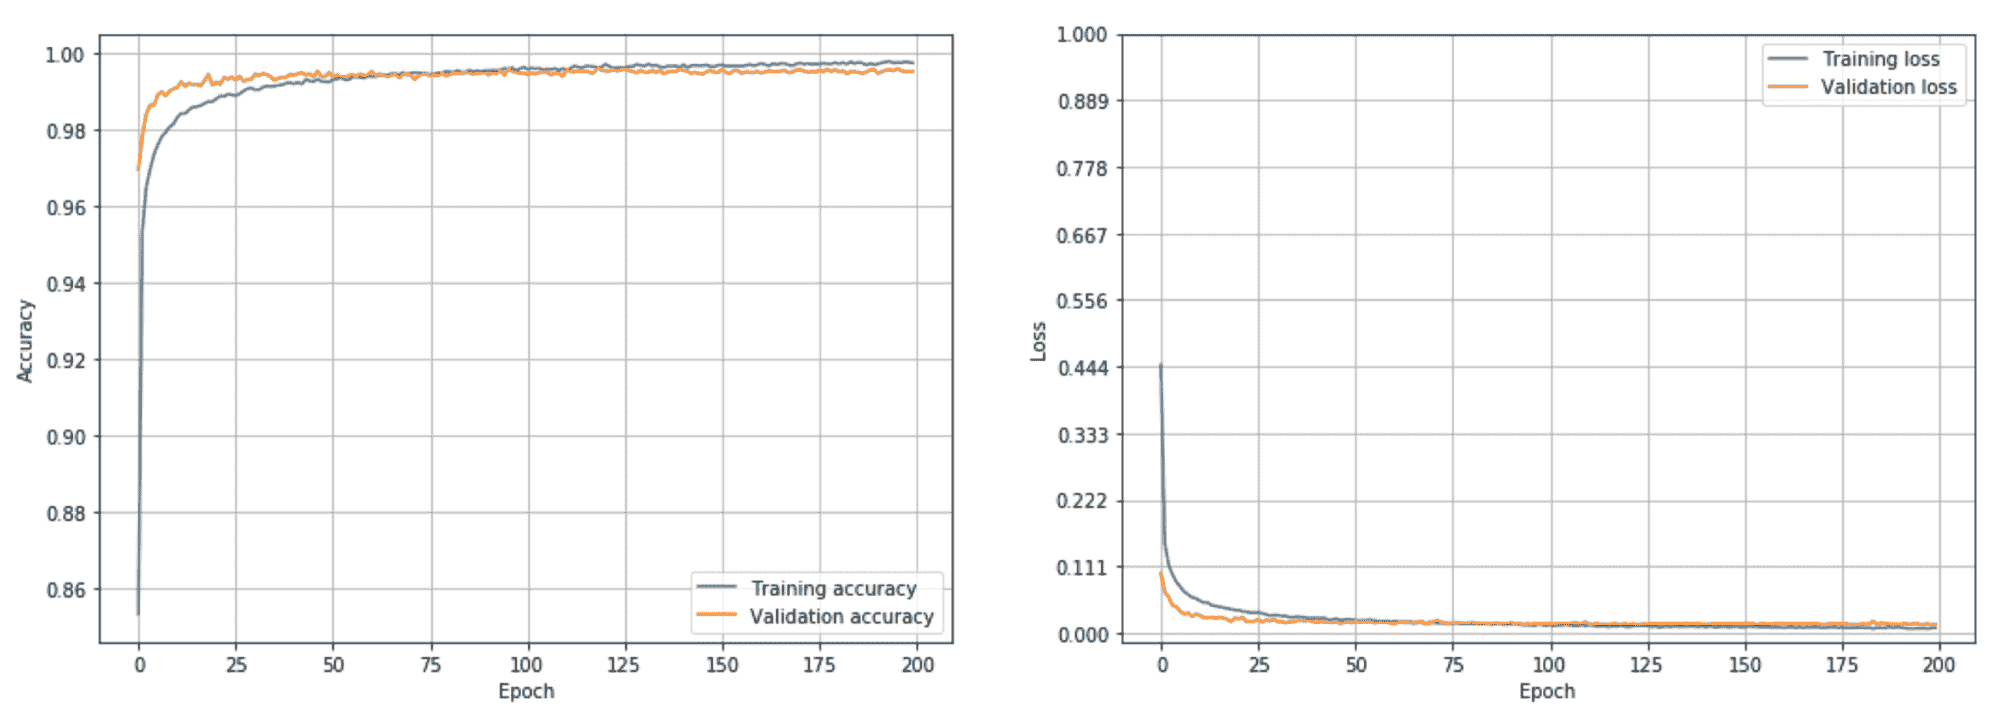 1.00
0.98
0.96
0.94
0.92
0.90
0.88
0.86
Accuracy
Training accuracy
Validation accuracy
0 25 50 75 100 125 150 175 200
Epoch
1.000
0.889
0.778
0.667
0.556
0.444
0.333
0.222
0.111
0.000
Loss
Training loss
Validation loss
0 25 50 75 100 125 150 175 200
Epoch